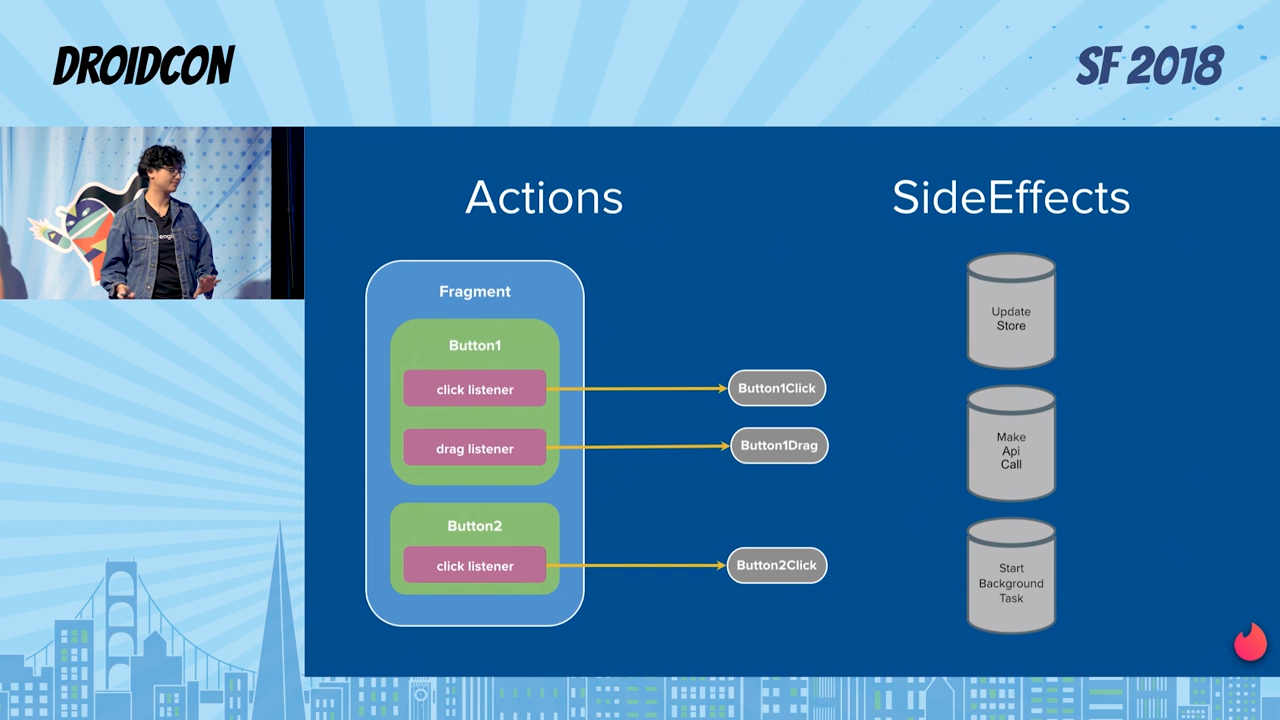 DROIDCON
SF 2018
Actions
SideEffects
Fragment
Button1
click listener
drag listener
Button2
click listener
Button1Click
Button1Drag
Button2Click
Update
Store
Make
Api
Call
Start
Background
Task